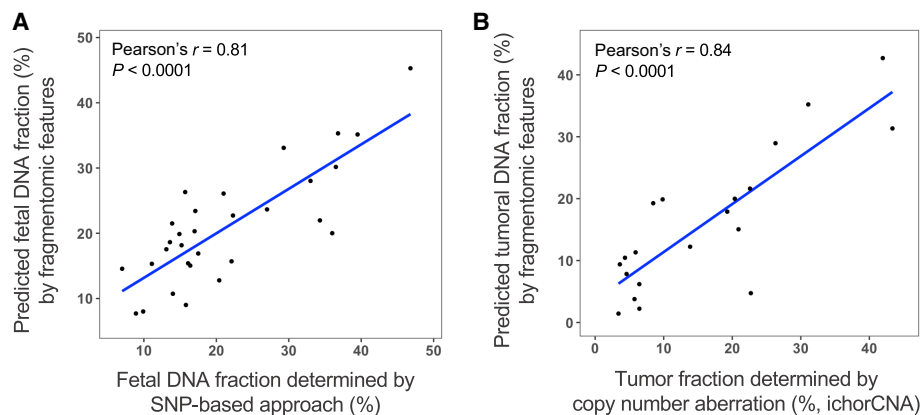 A
Pearson's r = 0.81
P < 0.0001
Predicted fetal DNA fraction (%)
by fragmentomic features
50
40
30
20
10
10 20 30 40 50
Fetal DNA fraction determined by
SNP-based approach (%)
B
Pearson's r = 0.84
P < 0.0001
Predicted tumoral DNA fraction (%)
by fragmentomic features
40
30
20
10
0
0 10 20 30 40
Tumor fraction determined by
copy number aberration (%, ichorCNA)